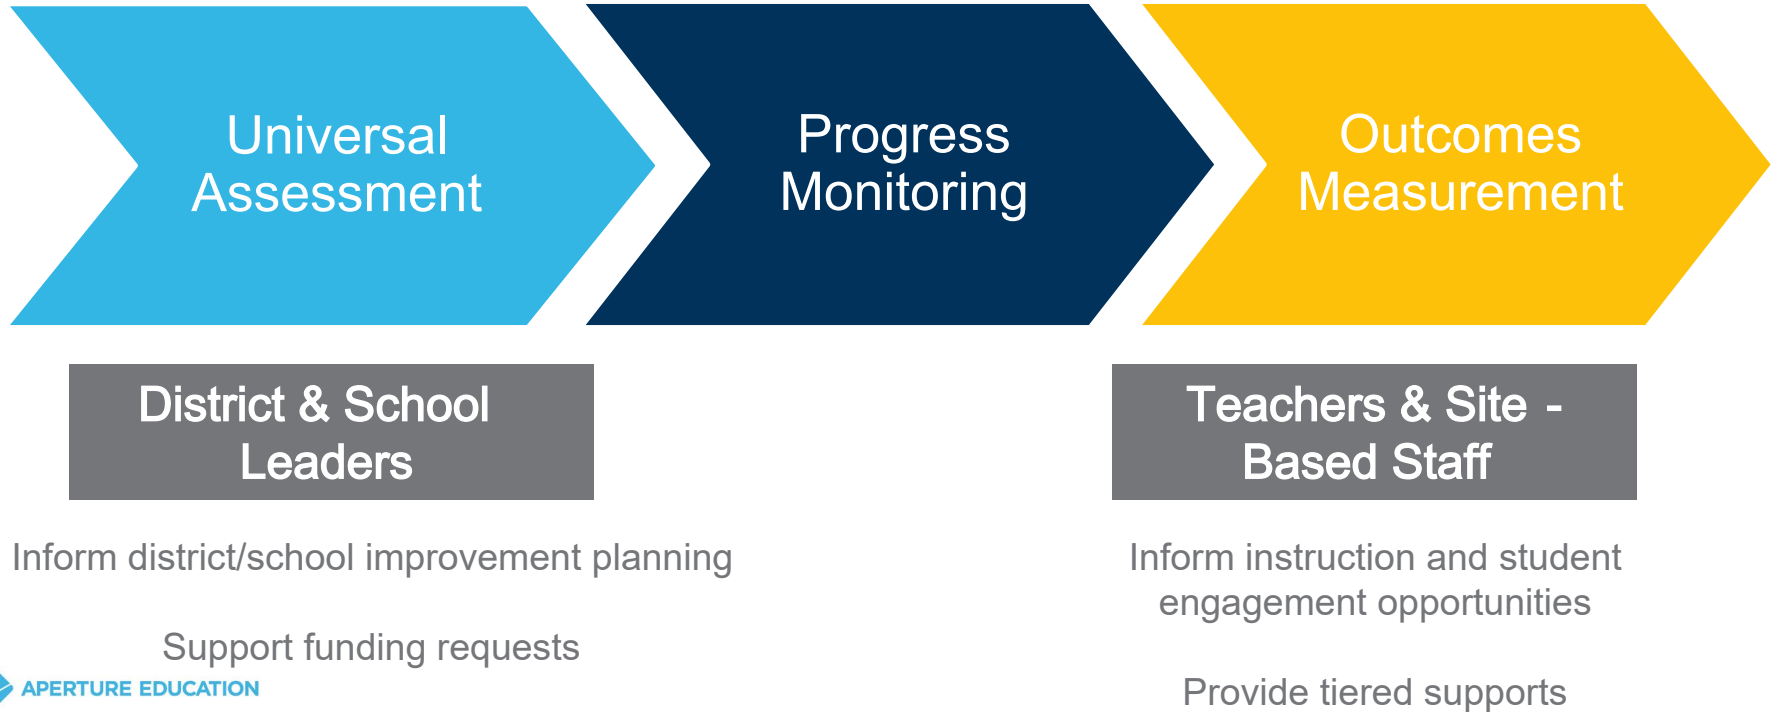 Universal
Assessment
Progress
Monitoring
Outcomes
Measurement
District & School
Leaders
Inform district/school improvement planning
Support funding requests
APERTURE EDUCATION
Teachers & Site -
Based Staff
Inform instruction and student
engagement opportunities
Provide tiered supports